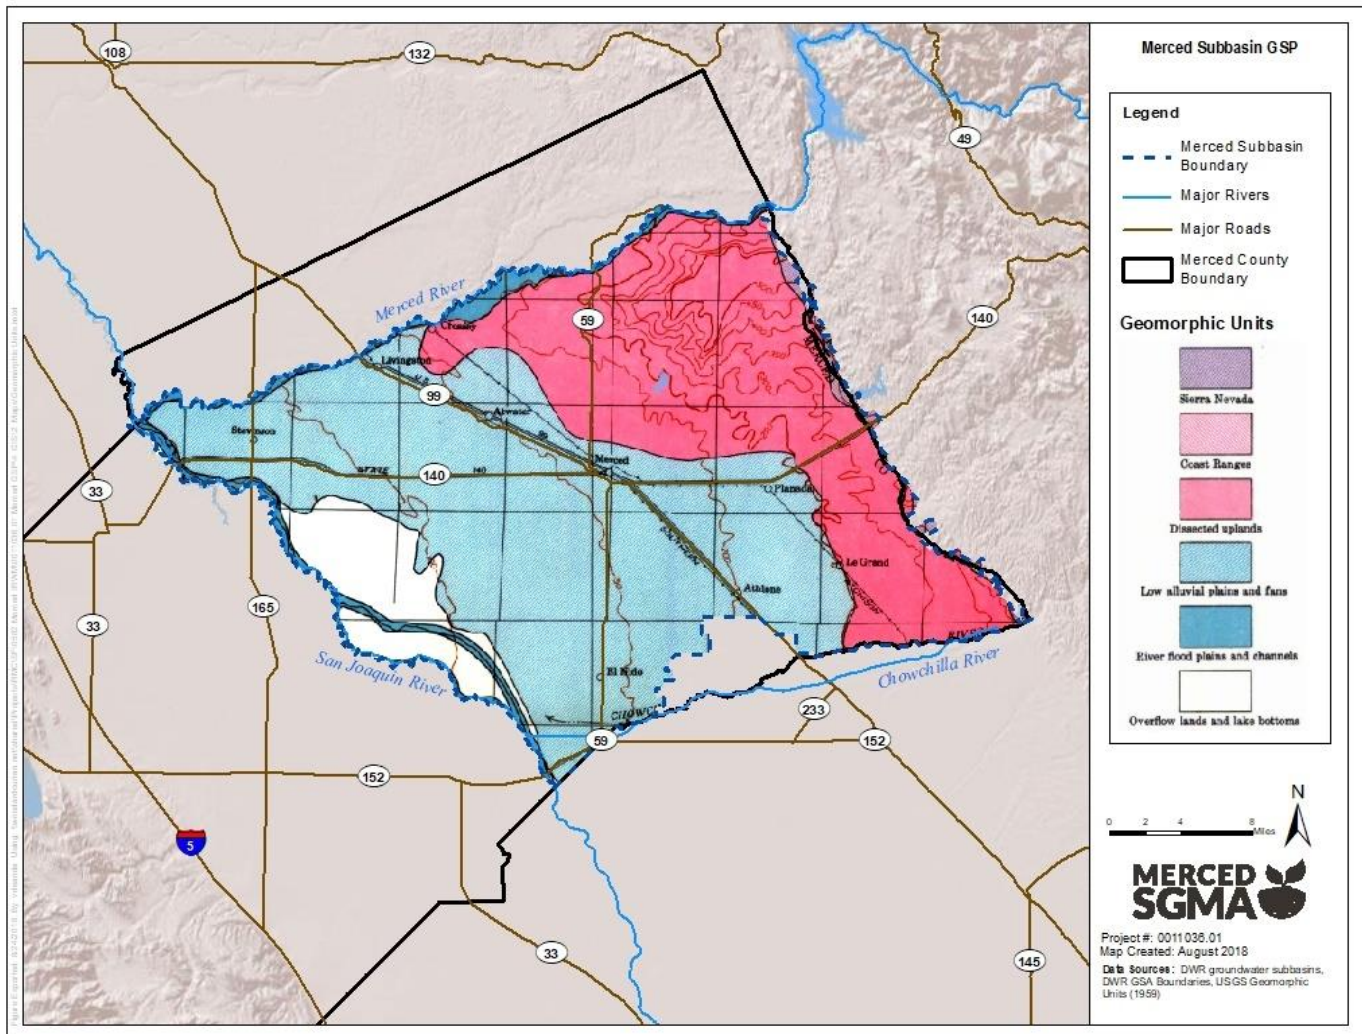 108
132
49
140
59
99
140
33
33
165
152
5
33
59
233
152
145
Merced River
San Joaquin River
Chowchilla River
Cressey
Livingston
Atwater
Stevinson
Merced
Planada
Le Grand
Athlone
El Nido
140
RIVER
Merced Subbasin GSP
Legend
Merced Subbasin
Boundary
Major Rivers
Major Roads
Merced County
Boundary
Geomorphic Units
Sierra Nevada
Coast Ranges
Dissected uplands
Low alluvial plains and fans
River flood plains and channels
Overflow lands and lake bottoms
N
0 2 4 8
Miles
MERCED
SGMA
Project #: 0011036.01
Map Created: August 2018
Data Sources: DWR groundwater subbasins,
DWR GSA Boundaries, USGS Geomorphic
Units (1959)